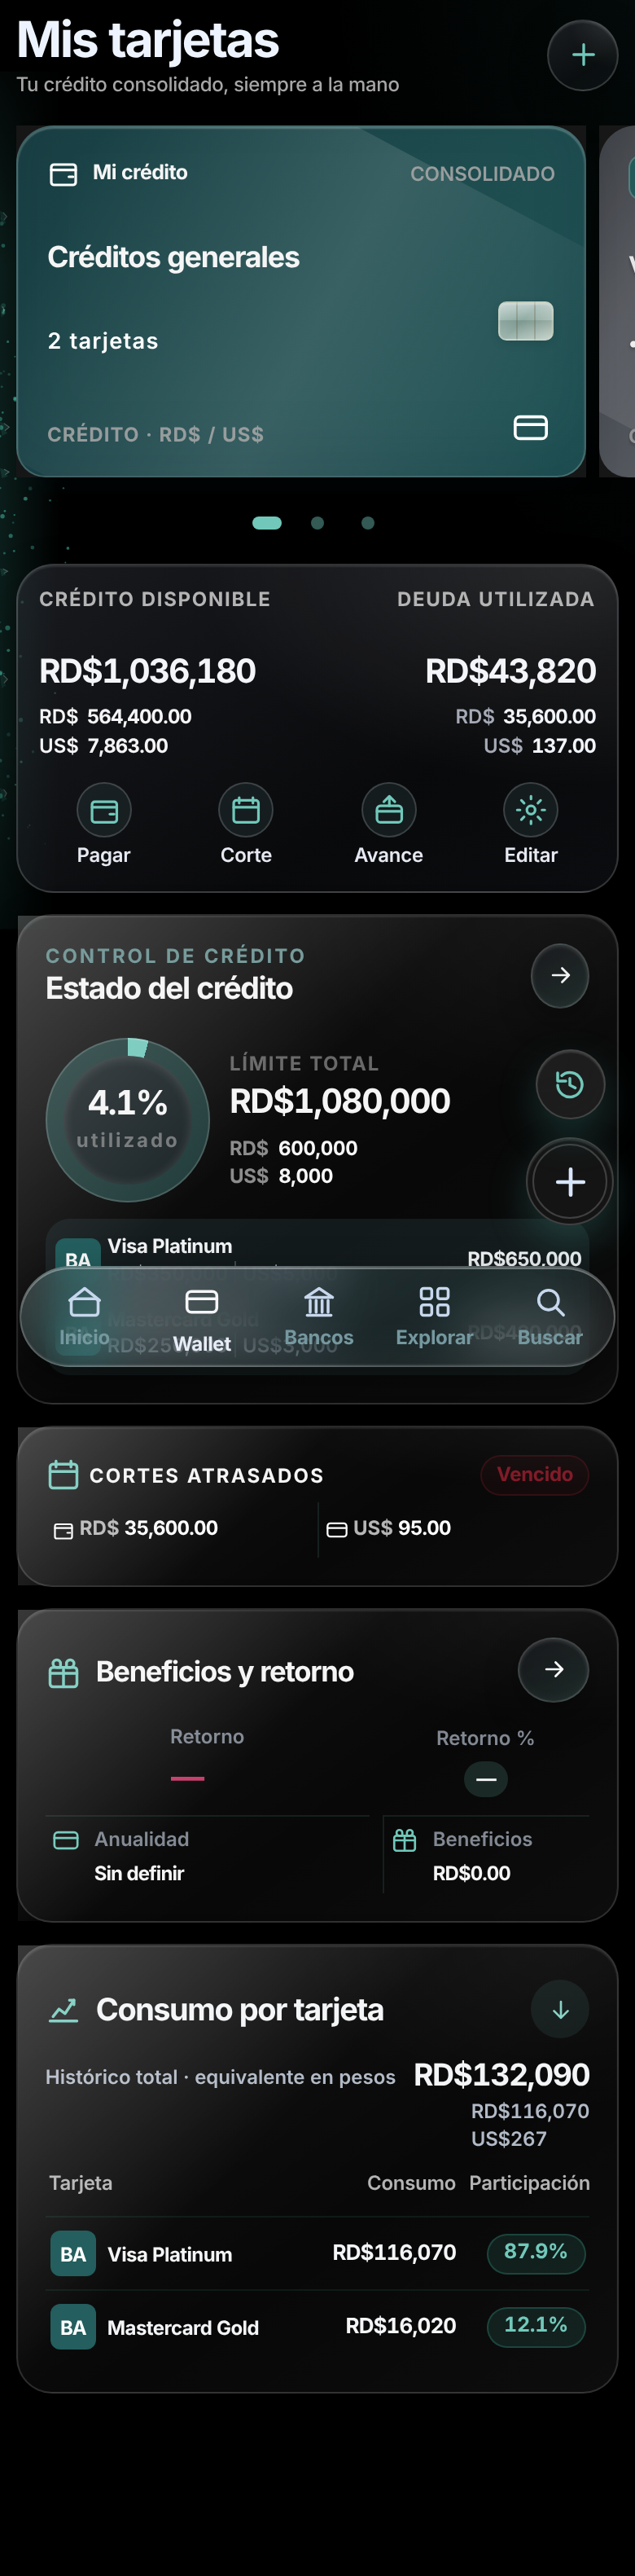 Mis tarjetas
Tu crédito consolidado, siempre a la mano
Mi crédito
CONSOLIDADO
Créditos generales
2 tarjetas
CRÉDITO · RD$ / US$
CRÉDITO DISPONIBLE
DEUDA UTILIZADA
RD$1,036,180
RD$43,820
RD$ 564,400.00
RD$ 35,600.00
US$ 7,863.00
US$ 137.00
Pagar
Corte
Avance
Editar
CONTROL DE CRÉDITO
Estado del crédito
4.1%
utilizado
LÍMITE TOTAL
RD$1,080,000
RD$ 600,000
US$ 8,000
BA
Visa Platinum
RD$650,000
Mastercard Gold
US$3,000
Inicio
Wallet
Bancos
Explorar
Buscar
CORTES ATRASADOS
Vencido
RD$ 35,600.00
US$ 95.00
Beneficios y retorno
Retorno
Retorno %
—
—
Anualidad
Sin definir
Beneficios
RD$0.00
Consumo por tarjeta
Histórico total · equivalente en pesos
RD$132,090
RD$116,070
US$267
Tarjeta
Consumo
Participación
BA
Visa Platinum
RD$116,070
87.9%
BA
Mastercard Gold
RD$16,020
12.1%